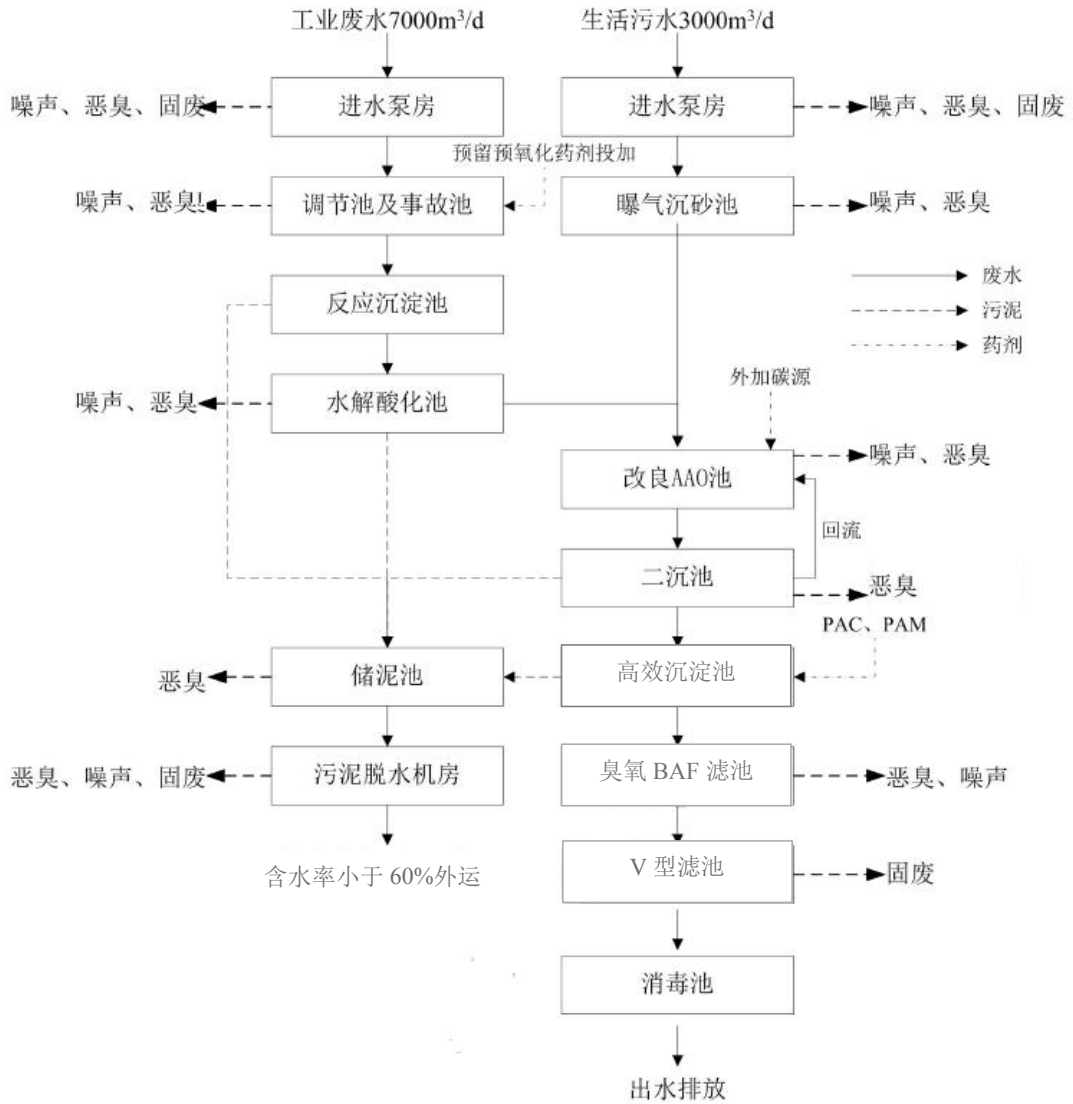 工业废水7000m³/d
生活污水3000m³/d
噪声、恶臭、固废
进水泵房
进水泵房
噪声、恶臭、固废
预留预氧化药剂投加
噪声、恶臭
调节池及事故池
曝气沉砂池
噪声、恶臭
废水
反应沉淀池
污泥
药剂
外加碳源
噪声、恶臭
水解酸化池
改良AAO池
噪声、恶臭
回流
二沉池
恶臭
PAC、PAM
恶臭
储泥池
高效沉淀池
恶臭、噪声、固废
污泥脱水机房
臭氧 BAF 滤池
恶臭、噪声
含水率小于 60%外运
V 型滤池
固废
消毒池
出水排放